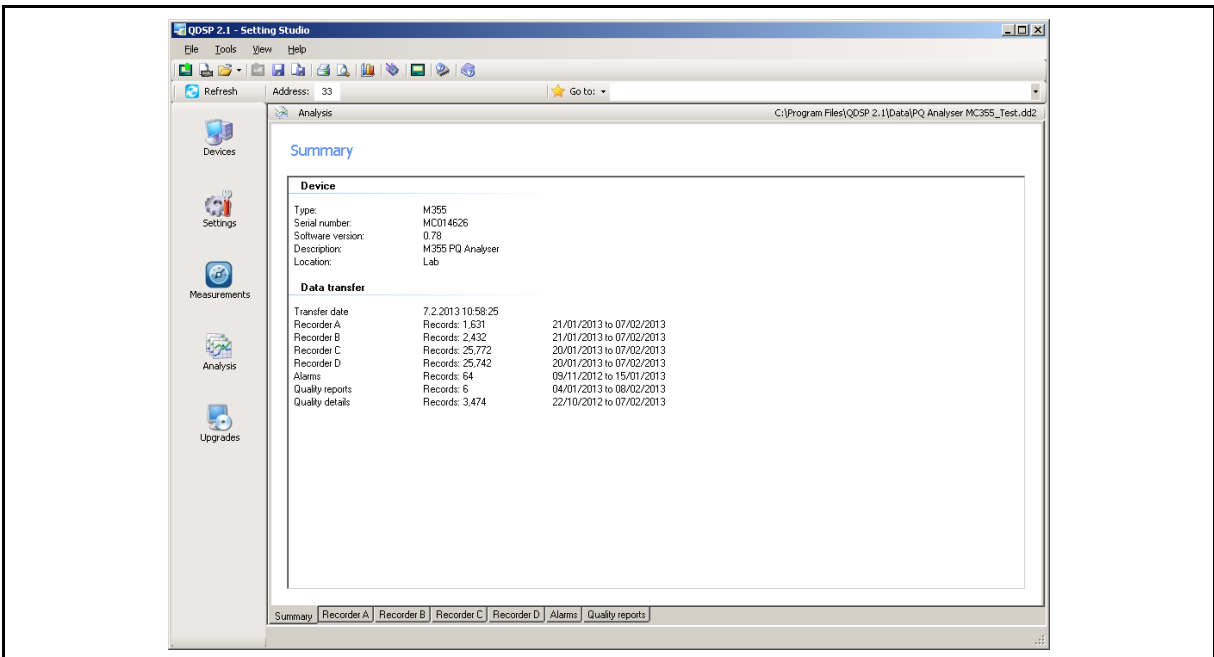 QDSP 2.1 - Setting Studio
File Tools View Help
Refresh Address: 33 Go to:
Analysis C:\Program Files\QDSP 2.1\Data\PQ Analyser MC355_Test.dd2
Devices
Settings
Measurements
Analysis
Upgrades
Summary
Device
Type: M355
Serial number: MC014626
Software version: 0.78
Description: M355 PQ Analyser
Location: Lab
Data transfer
Transfer date 7.2.2013 10:58:25
Recorder A Records: 1,631 21/01/2013 to 07/02/2013
Recorder B Records: 2,432 21/01/2013 to 07/02/2013
Recorder C Records: 25,772 20/01/2013 to 07/02/2013
Recorder D Records: 25,742 20/01/2013 to 07/02/2013
Alarms Records: 64 09/11/2012 to 15/01/2013
Quality reports Records: 6 04/01/2013 to 08/02/2013
Quality details Records: 3,474 22/10/2012 to 07/02/2013
Summary Recorder A Recorder B Recorder C Recorder D Alarms Quality reports